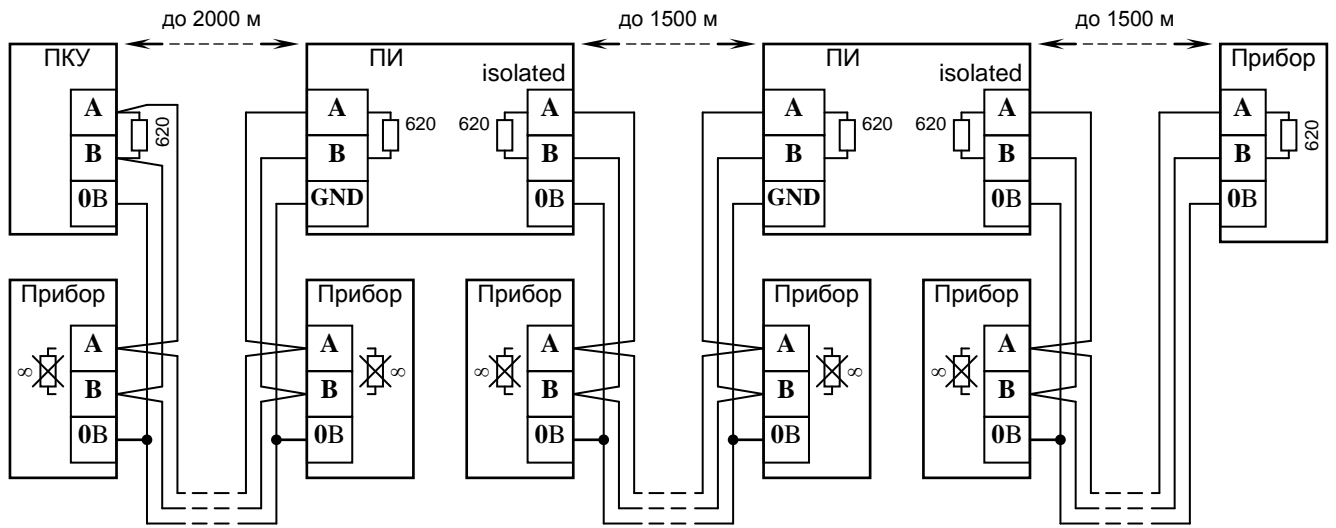 до 2000 м
до 1500 м
до 1500 м
ПКУ
A
B
0В
620
ПИ
A
B
GND
620
isolated
620
A
B
0В
ПИ
A
B
GND
620
isolated
620
A
B
0В
Прибор
A
B
0В
620
Прибор
∞
A
B
0В
Прибор
A
B
0В
∞
Прибор
∞
A
B
0В
Прибор
A
B
0В
∞
Прибор
∞
A
B
0В